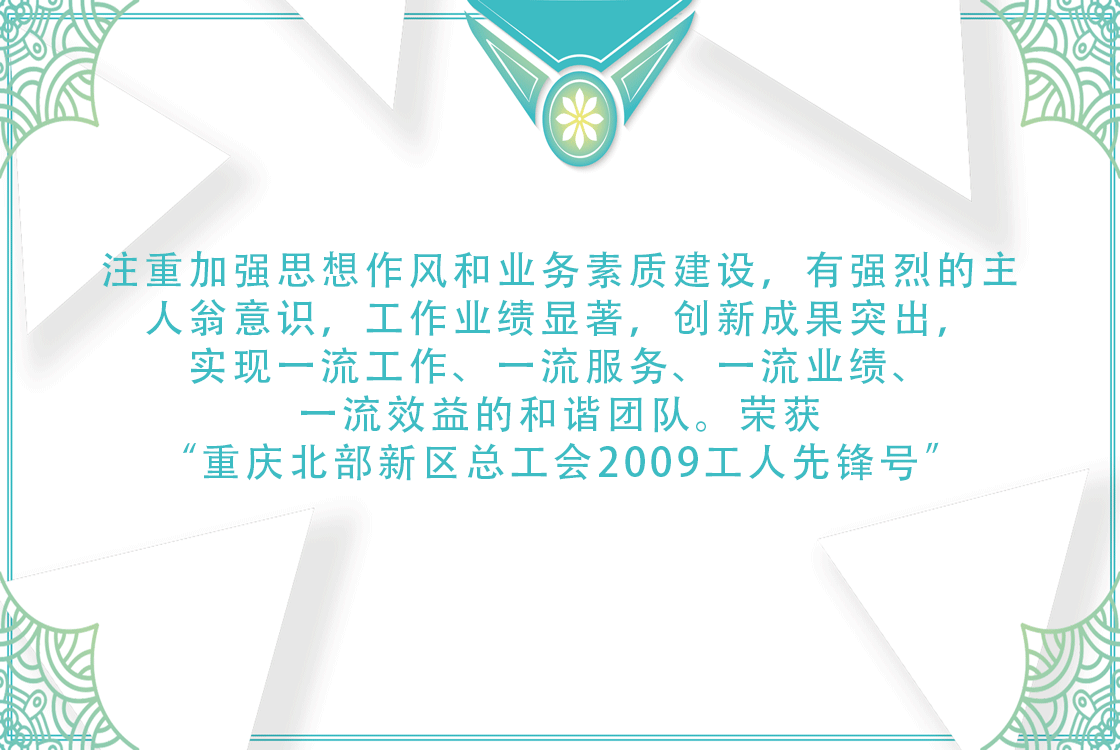 注重加强思想作风和业务素质建设，有强烈的主
人翁意识，工作业绩显著，创新成果突出，
实现一流工作、一流服务、一流业绩、
一流效益的和谐团队。荣获
“重庆北部新区总工会2009工人先锋号”